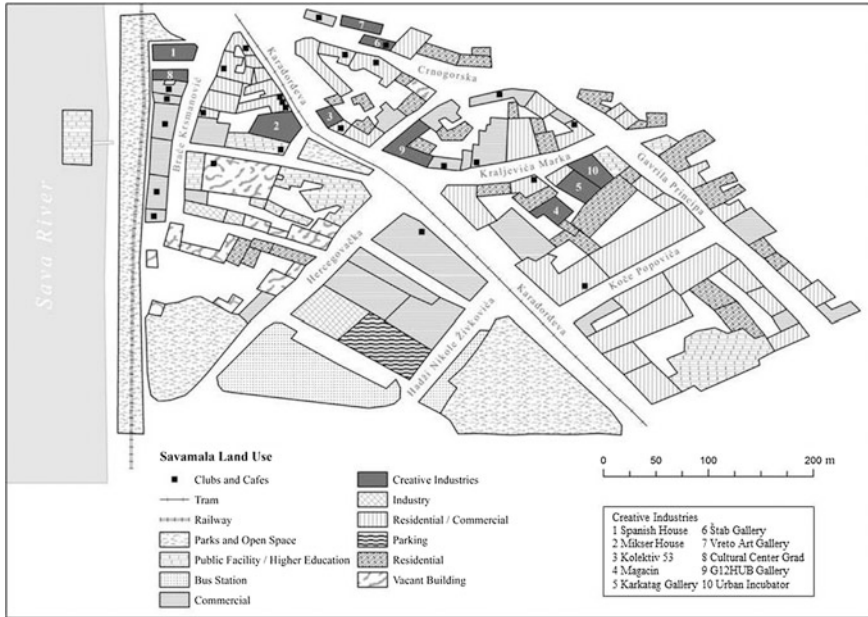 7
6
1
8
2
3
9
10
5
4
Karadorđeva
Crnogorska
Braće Krsmanović
Kraljevića Marka
Gavrila Principa
Sava River
Hercegovačka
Koče Popovića
Karadorđeva
Hadži Nikole Živkovića
Savamala Land Use
Clubs and Cafes
Tram
Railway
Parks and Open Space
Public Facility / Higher Education
Bus Station
Commercial
Creative Industries
Industry
Residential / Commercial
Parking
Residential
Vacant Building
0 50 100 200 m
Creative Industries
1 Spanish House 6 Štab Gallery
2 Mikser House 7 Vreto Art Gallery
3 Kolektiv 53 8 Cultural Center Grad
4 Magacin 9 G12HUB Gallery
5 Karkatag Gallery 10 Urban Incubator